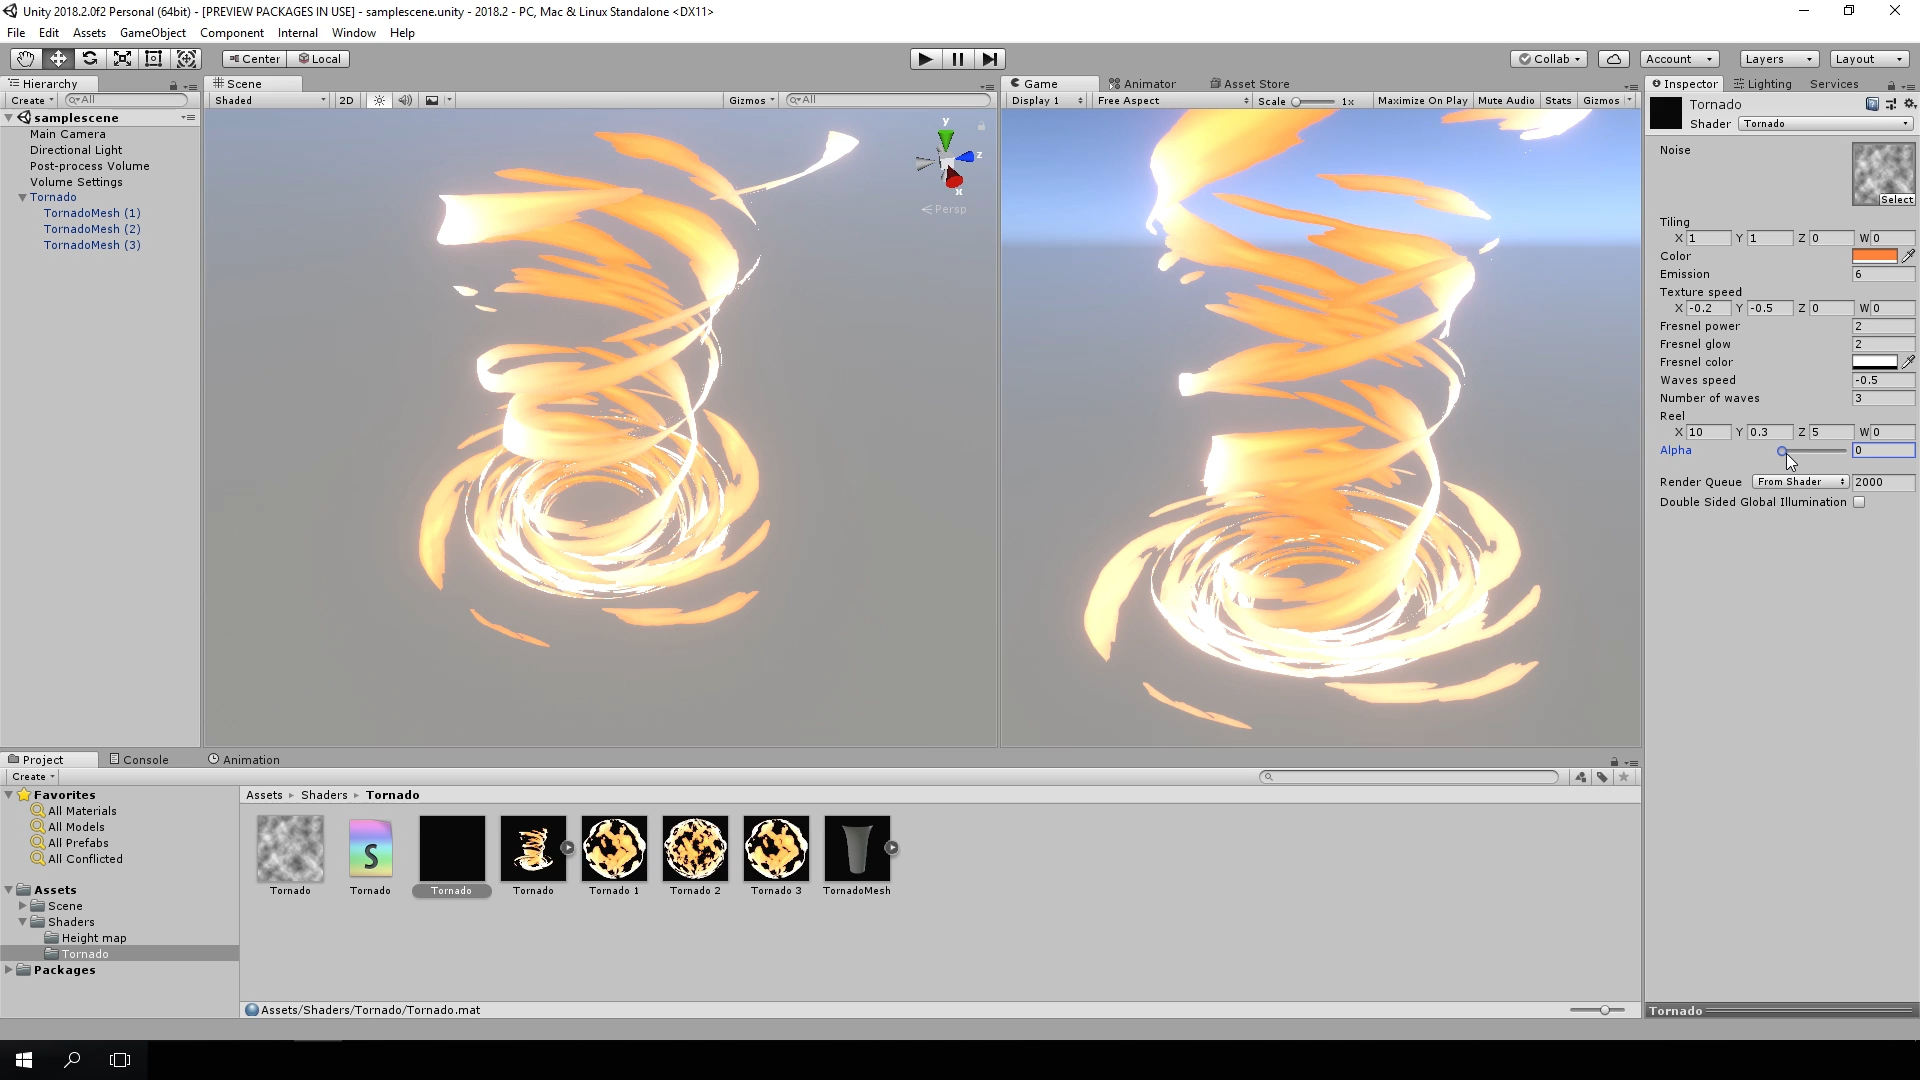 Unity 2018.2.0f2 Personal (64bit) - [PREVIEW PACKAGES IN USE] - samplescene.unity - 2018.2 - PC, Mac & Linux Standalone <DX11>
File Edit Assets GameObject Component Internal Window Help
Center Local Collab Account Layers Layout
Hierarchy
Create All
samplescene
Main Camera
Directional Light
Post-process Volume
Volume Settings
Tornado
TornadoMesh (1)
TornadoMesh (2)
TornadoMesh (3)
Scene
Shaded 2D Gizmos All
y
z
x
Persp
Game Animator Asset Store
Display 1 Free Aspect Scale 1x Maximize On Play Mute Audio Stats Gizmos
Inspector Lighting Services
Tornado
Shader Tornado
Noise
Select
Tiling
X 1 Y 1 Z 0 W 0
Color
Emission 6
Texture speed
X -0.2 Y -0.5 Z 0 W 0
Fresnel power 2
Fresnel glow 2
Fresnel color
Waves speed -0.5
Number of waves 3
Reel
X 10 Y 0.3 Z 5 W 0
Alpha 0
Render Queue From Shader 2000
Double Sided Global Illumination
Project Console Animation
Create
Favorites
All Materials
All Models
All Prefabs
All Conflicted
Assets
Scene
Shaders
Height map
Tornado
Packages
Assets Shaders Tornado
S
Tornado Tornado Tornado Tornado Tornado 1 Tornado 2 Tornado 3 TornadoMesh
Assets/Shaders/Tornado/Tornado.mat
Tornado